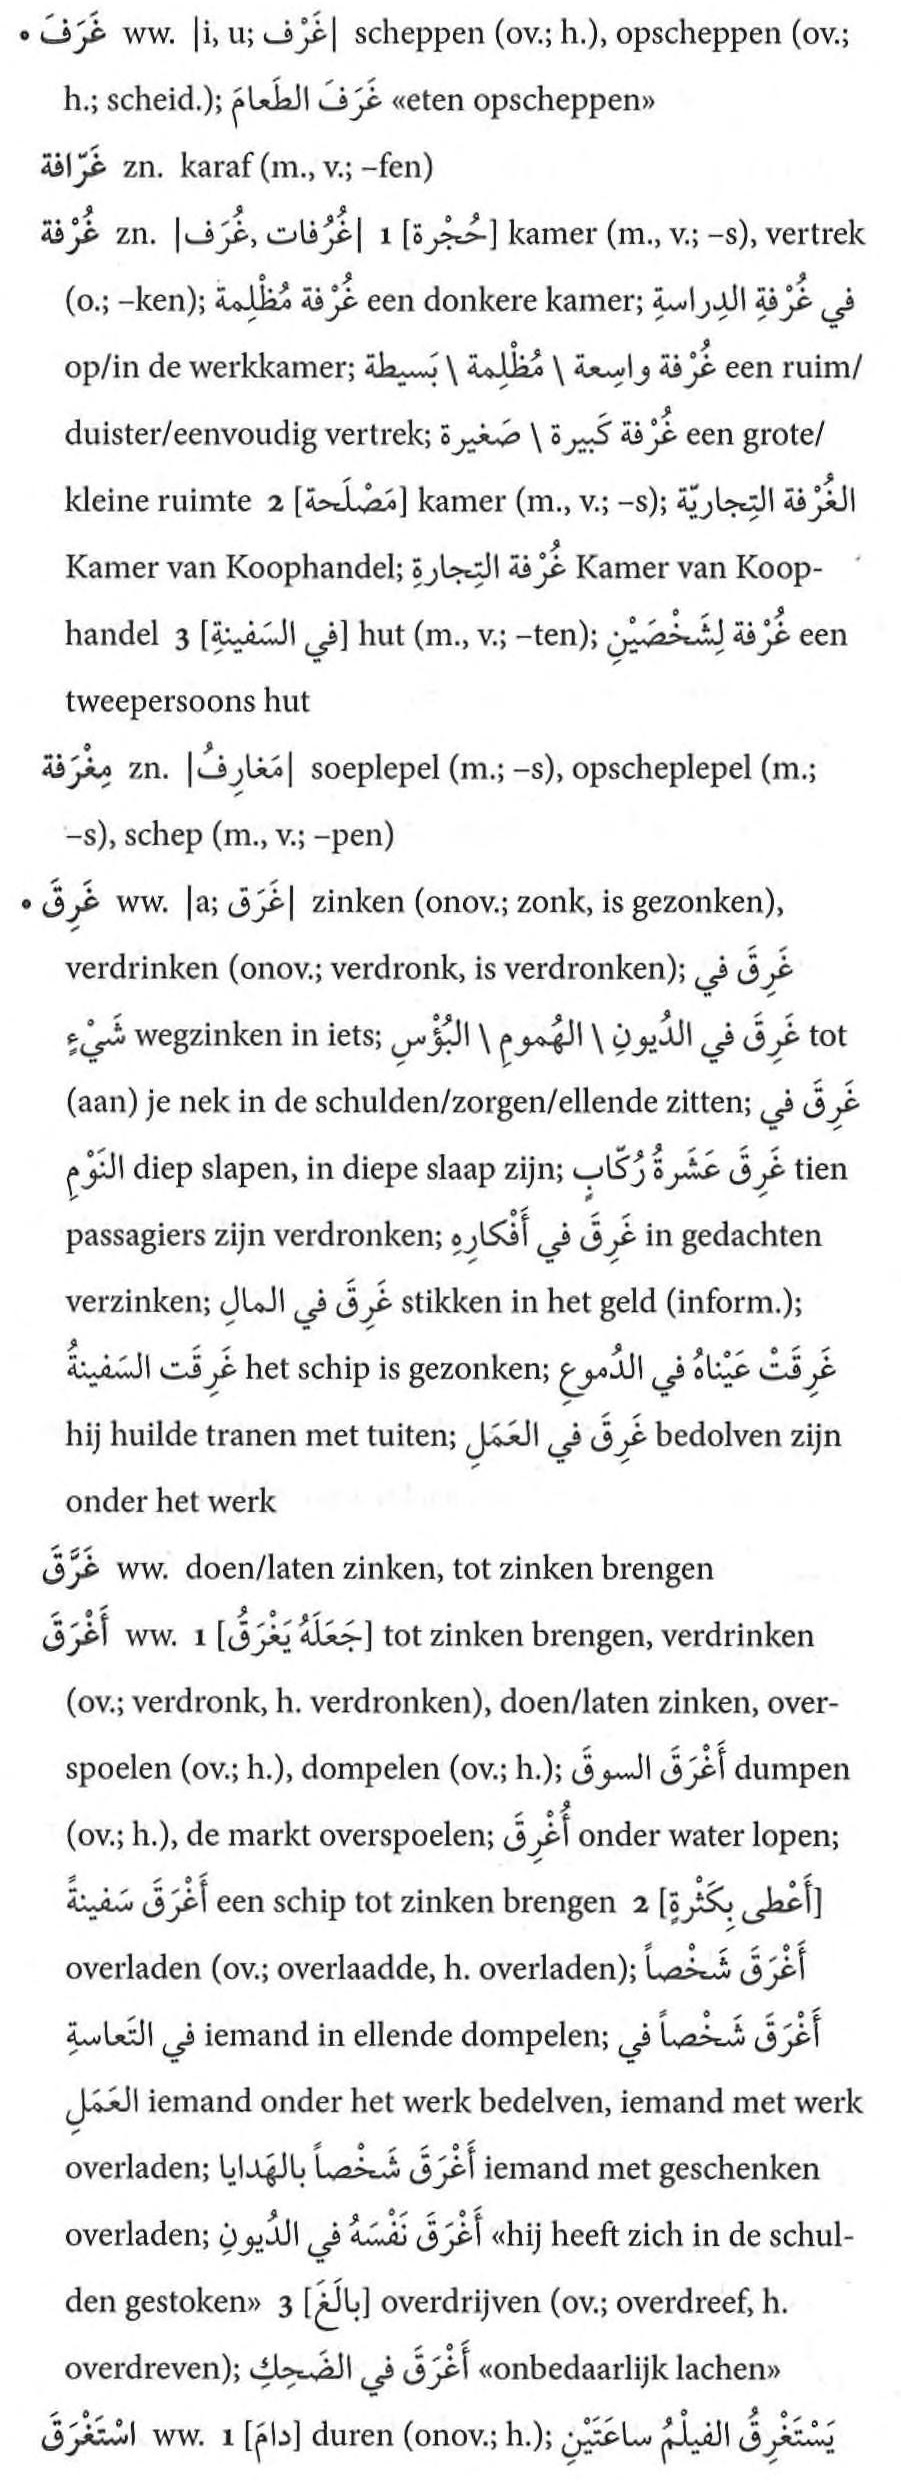 • غَرَفَ ww. |i, u; غَرْف| scheppen (ov.; h.), opscheppen (ov.;
h.; scheid.); غَرَفَ الطَعامَ «eten opscheppen»
غَرّافة zn. karaf (m., v.; –fen)
غُرْفة zn. |غُرُفات, غُرَف| 1 [حُجْرة] kamer (m., v.; –s), vertrek
(o.; –ken); غُرْفة مُظْلِمة een donkere kamer; في غُرْفةِ الدِراسةِ
op/in de werkkamer; غُرْفة واسِعة \ مُظْلِمة \ بَسيطة een ruim/
duister/eenvoudig vertrek; غُرْفة كَبيرة \ صَغيرة een grote/
kleine ruimte 2 [مَصْلَحة] kamer (m., v.; –s); الغُرْفة التِجاريّة
Kamer van Koophandel; غُرْفة التِجارةِ Kamer van Koop-
handel 3 [في السَفينةِ] hut (m., v.; –ten); غُرْفة لِشَخْصَيْنِ een
tweepersoons hut
مِغْرَفة zn. |مَغارِفُ| soeplepel (m.; –s), opscheplepel (m.;
–s), schep (m., v.; –pen)
• غَرِقَ ww. |a; غَرَق| zinken (onov.; zonk, is gezonken),
verdrinken (onov.; verdronk, is verdronken); غَرِقَ في
شَيْءٍ wegzinken in iets; غَرِقَ في الدُيونِ \ الهُمومِ \ البُؤْسِ tot
(aan) je nek in de schulden/zorgen/ellende zitten; غَرِقَ في
النَوْمِ diep slapen, in diepe slaap zijn; غَرِقَ عَشَرةُ رُكّابٍ tien
passagiers zijn verdronken; غَرِقَ في أَفْكارِهِ in gedachten
verzinken; غَرِقَ في المالِ stikken in het geld (inform.);
غَرِقَت السَفينةُ het schip is gezonken; غَرِقَتْ عَيْناهُ في الدُموعِ
hij huilde tranen met tuiten; غَرِقَ في العَمَلِ bedolven zijn
onder het werk
غَرَّقَ ww. doen/laten zinken, tot zinken brengen
أَغْرَقَ ww. 1 [جَعَلَهُ يَغْرَقُ] tot zinken brengen, verdrinken
(ov.; verdronk, h. verdronken), doen/laten zinken, over-
spoelen (ov.; h.), dompelen (ov.; h.); أَغْرَقَ السوقَ dumpen
(ov.; h.), de markt overspoelen; أُغْرِقَ onder water lopen;
أَغْرَقَ سَفينةً een schip tot zinken brengen 2 [أَعْطى بِكَثْرةٍ]
overladen (ov.; overlaadde, h. overladen); أَغْرَقَ شَخْصاً
في التَعاسةِ iemand in ellende dompelen; أَغْرَقَ شَخْصاً في
العَمَلِ iemand onder het werk bedelven, iemand met werk
overladen; أَغْرَقَ شَخْصاً بالهَدايا iemand met geschenken
overladen; أَغْرَقَ نَفْسَهُ في الدُيونِ «hij heeft zich in de schul-
den gestoken» 3 [بالَغَ] overdrijven (ov.; overdreef, h.
overdreven); أَغْرَقَ في الضَحِكِ «onbedaarlijk lachen»
اسْتَغْرَقَ ww. 1 [دامَ] duren (onov.; h.); يَسْتَغْرِقُ الفيلْمُ ساعَتَيْنِ